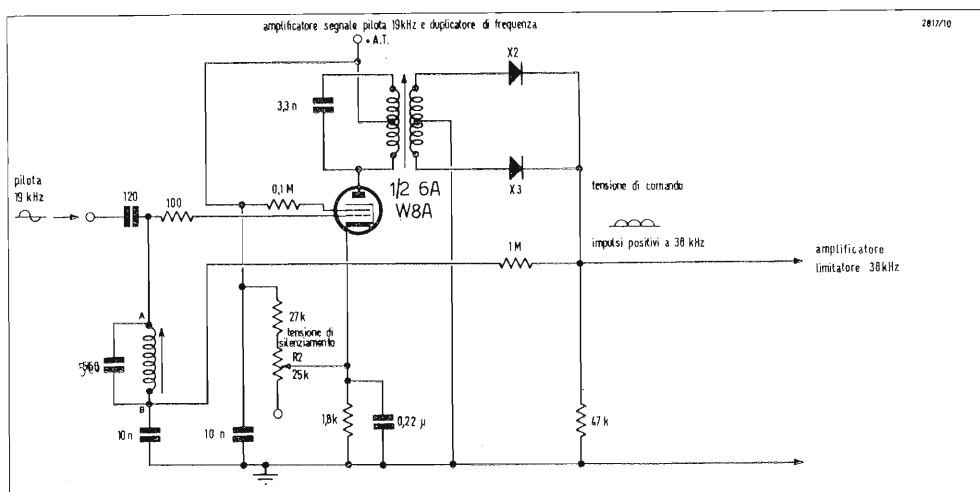 amplificatore segnale pilota 19kHz e duplicatore di frequenza
2817/10
+ A.T.
X2
3,3 n
pilota
19 kHz
120
100
0,1 M
1/2 6A
W8A
X3
tensione di comando
impulsi positivi a 38 kHz
1M
amplificatore
limitatore 38kHz
A
27k
tensione di
silenziamento
R2
25k
560
B
10n
10 n
1,8k
0,22 µ
47 k